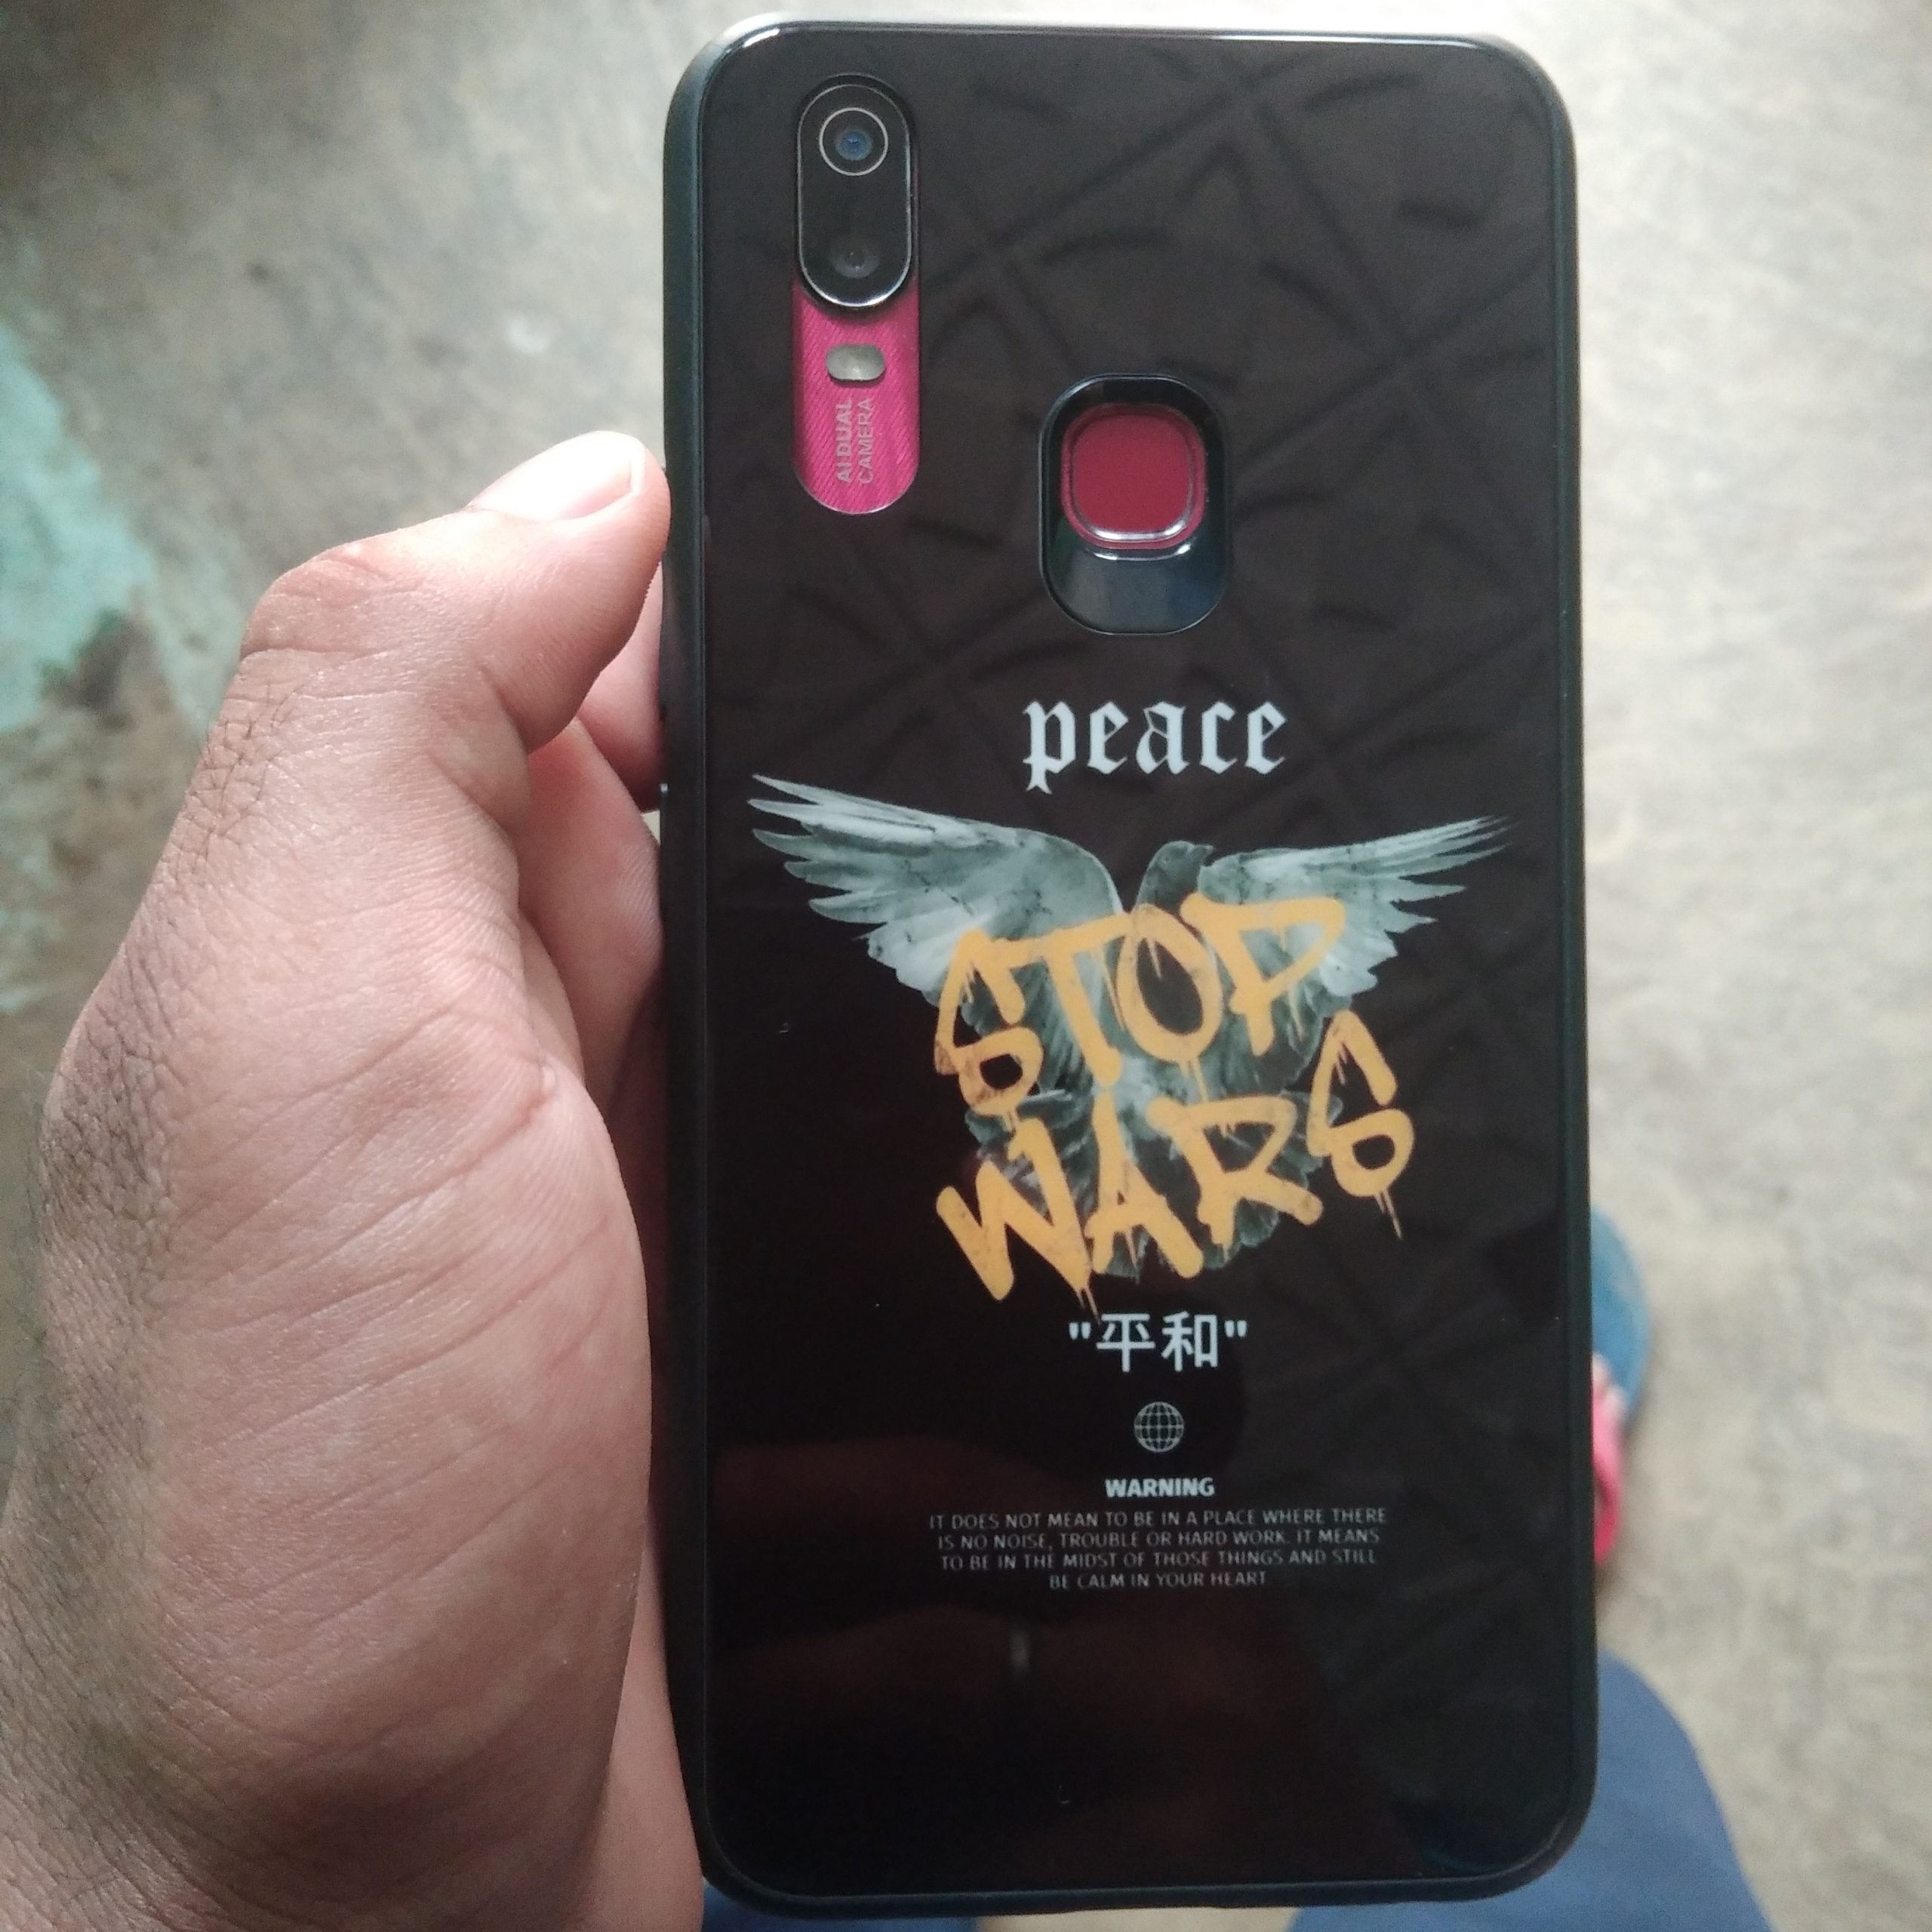 AI DUAL
CAMERA
peace
STOP
WARS
"平和"
WARNING
IT DOES NOT MEAN TO BE IN A PLACE WHERE THERE
IS NO NOISE, TROUBLE OR HARD WORK. IT MEANS
TO BE IN THE MIDST OF THOSE THINGS AND STILL
BE CALM IN YOUR HEART